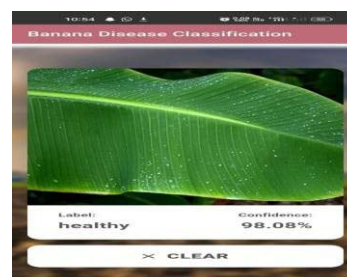 10:54
Banana Disease Classification
Label: Confidence:
healthy 98.08%
× CLEAR